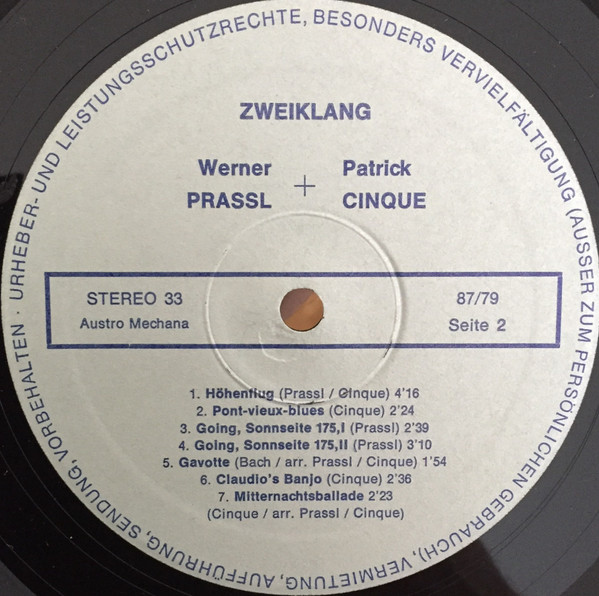 URHEBER- UND LEISTUNGSSCHUTZRECHTE, BESONDERS VERVIELFÄLTIGUNG (AUSSER ZUM PERSÖNLICHEN GEBRAUCH), VERMIETUNG, AUFFÜHRUNG, SENDUNG, VORBEHALTEN ·
ZWEIKLANG
Werner + Patrick
PRASSL CINQUE
STEREO 33 87/79
Austro Mechana Seite 2
1. Höhenflug (Prassl / Cinque) 4'16
2. Pont-vieux-blues (Cinque) 2'24
3. Going, Sonnseite 175,I (Prassl) 2'39
4. Going, Sonnseite 175,II (Prassl) 3'10
5. Gavotte (Bach / arr. Prassl / Cinque) 1'54
6. Claudio's Banjo (Cinque) 2'36
7. Mitternachtsballade 2'23
(Cinque / arr. Prassl / Cinque)